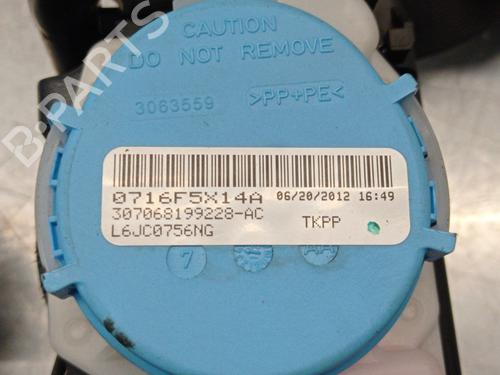 CAUTION
DO NOT REMOVE
3063559 >PP+PE<
0716F5X14A 06/20/2012 16:49
307068199228-AC TKPP
L6JC0756NG
7
B-PARTS